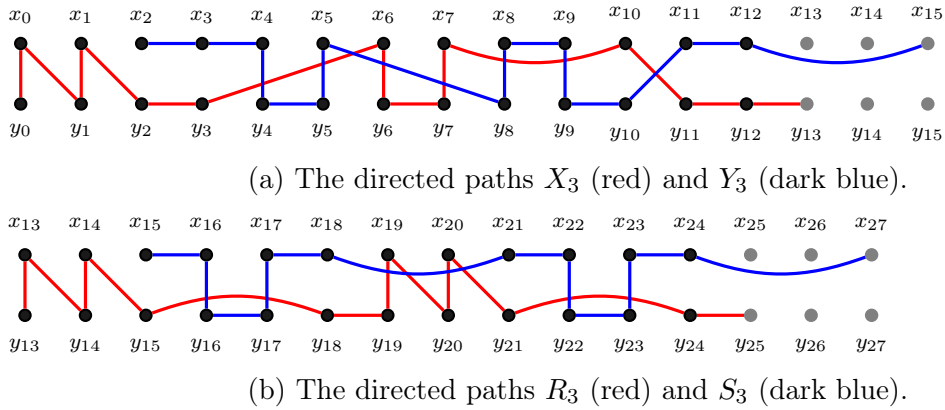 x₀ x₁ x₂ x₃ x₄ x₅ x₆ x₇ x₈ x₉ x₁₀ x₁₁ x₁₂ x₁₃ x₁₄ x₁₅
y₀ y₁ y₂ y₃ y₄ y₅ y₆ y₇ y₈ y₉ y₁₀ y₁₁ y₁₂ y₁₃ y₁₄ y₁₅
(a) The directed paths X₃ (red) and Y₃ (dark blue).
x₁₃ x₁₄ x₁₅ x₁₆ x₁₇ x₁₈ x₁₉ x₂₀ x₂₁ x₂₂ x₂₃ x₂₄ x₂₅ x₂₆ x₂₇
y₁₃ y₁₄ y₁₅ y₁₆ y₁₇ y₁₈ y₁₉ y₂₀ y₂₁ y₂₂ y₂₃ y₂₄ y₂₅ y₂₆ y₂₇
(b) The directed paths R₃ (red) and S₃ (dark blue).